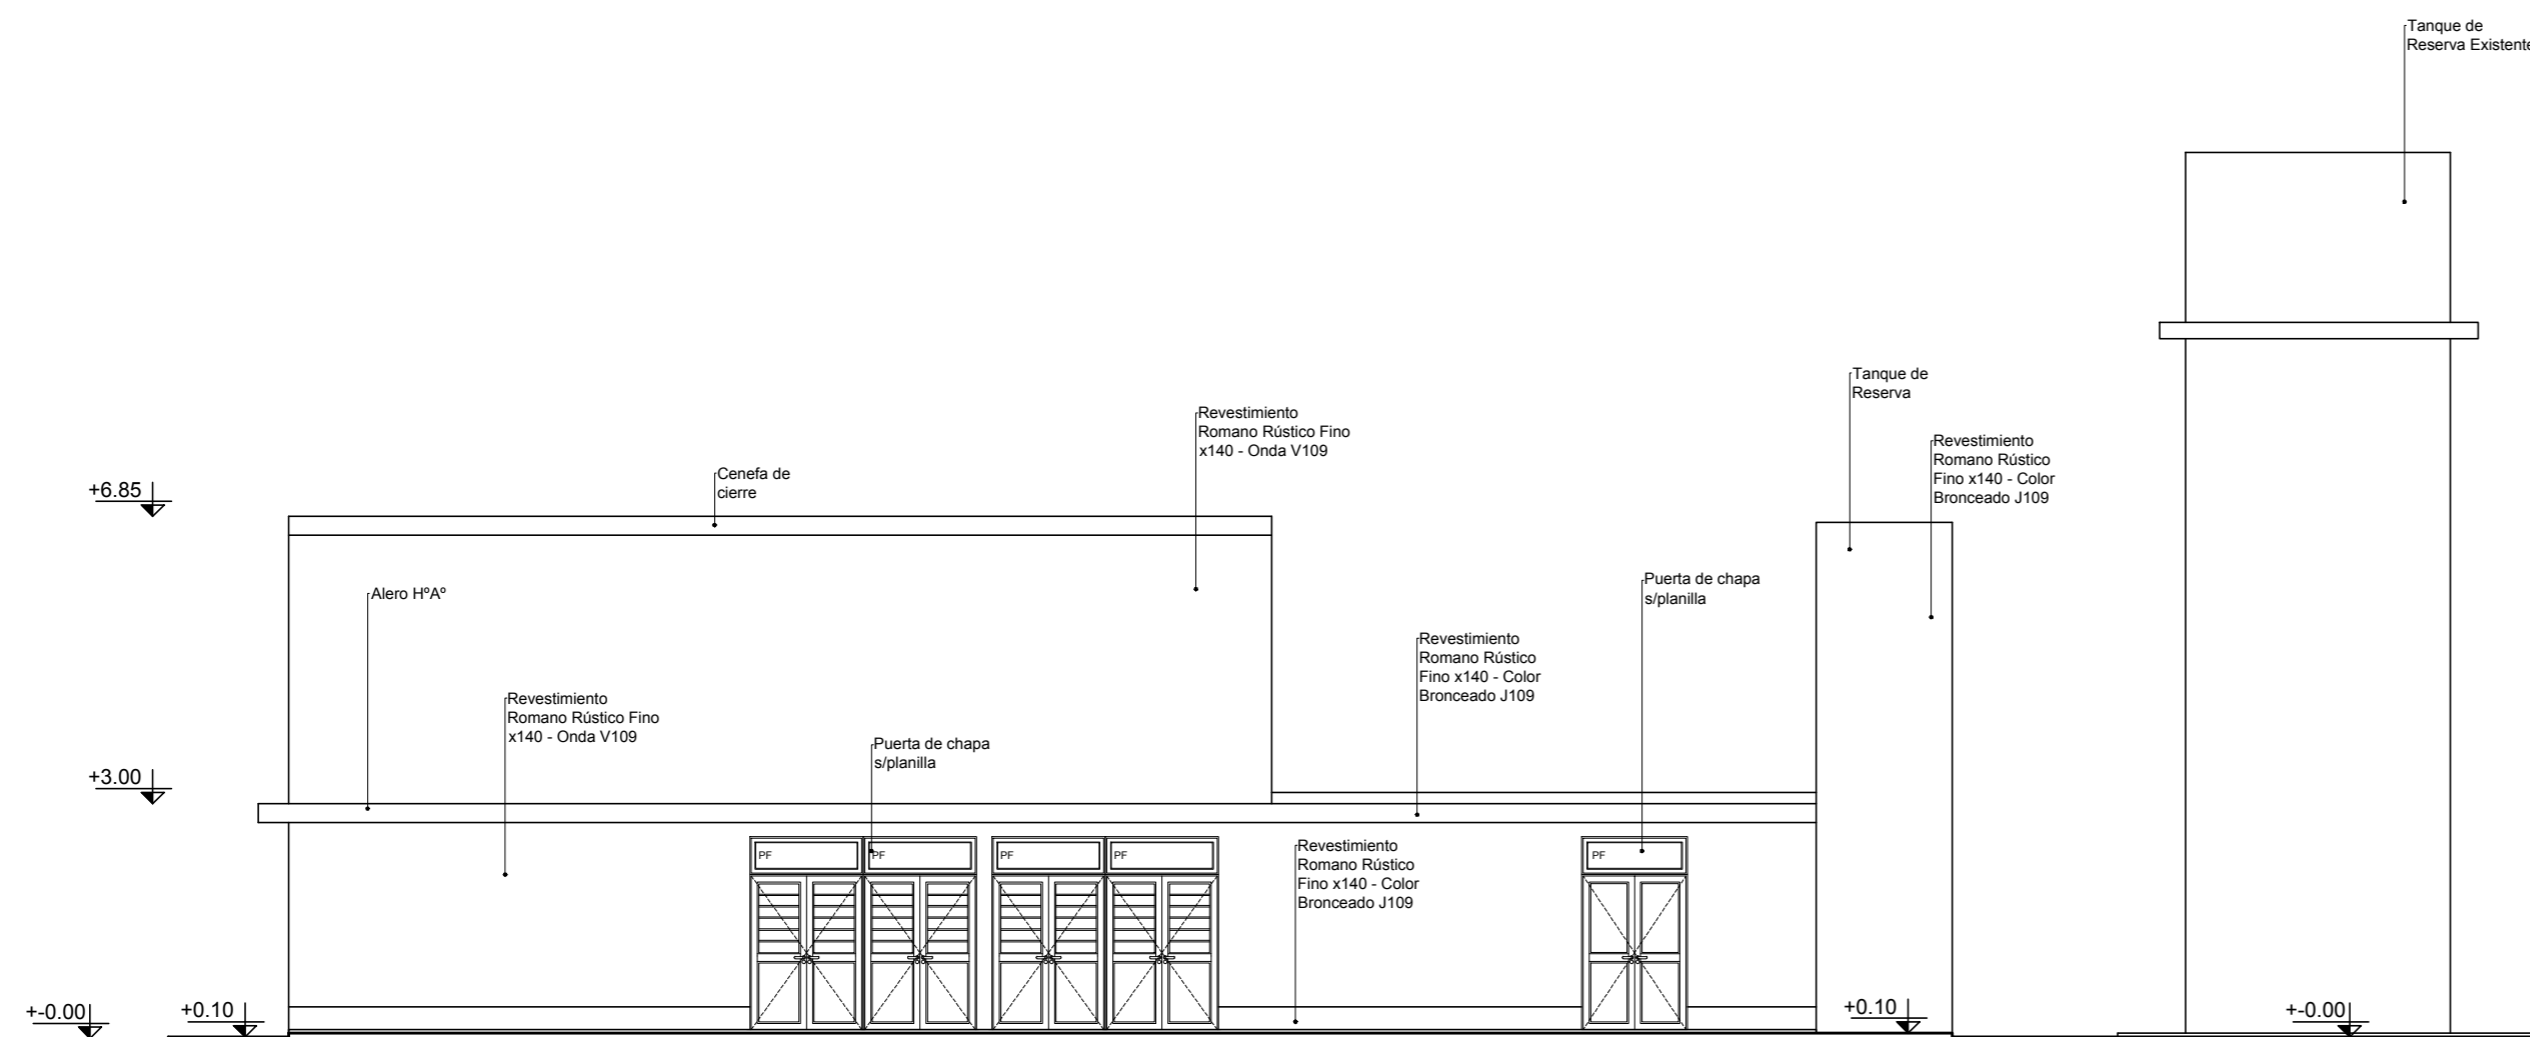 Tanque de
Reserva Existente
Tanque de
Reserva
Revestimiento
Romano Rústico Fino
x140 - Onda V109
Revestimiento
Romano Rústico
Fino x140 - Color
Bronceado J109
Cenefa de
cierre
+6.85
Alero HºAº
Puerta de chapa
s/planilla
Revestimiento
Romano Rústico
Fino x140 - Color
Bronceado J109
Revestimiento
Romano Rústico Fino
x140 - Onda V109
Puerta de chapa
s/planilla
+3.00
PF
PF
PF
PF
PF
Revestimiento
Romano Rústico
Fino x140 - Color
Bronceado J109
+-0.00
+0.10
+0.10
+-0.00